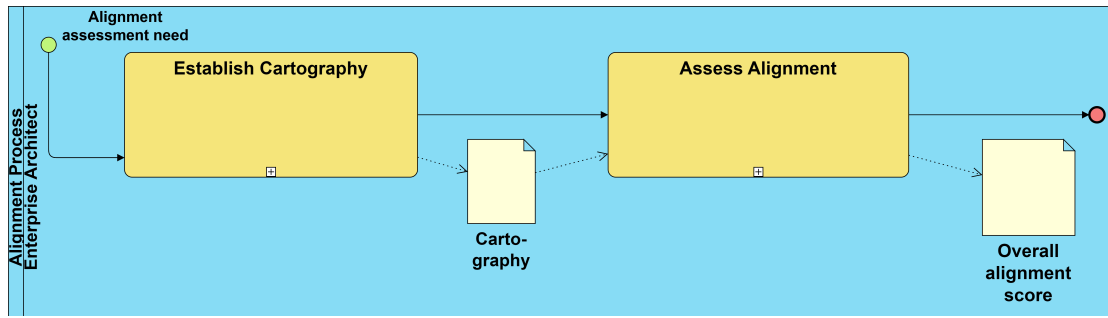 Alignment Process
Enterprise Architect
Alignment
assessment need
Establish Cartography
Assess Alignment
Carto-
graphy
Overall
alignment
score